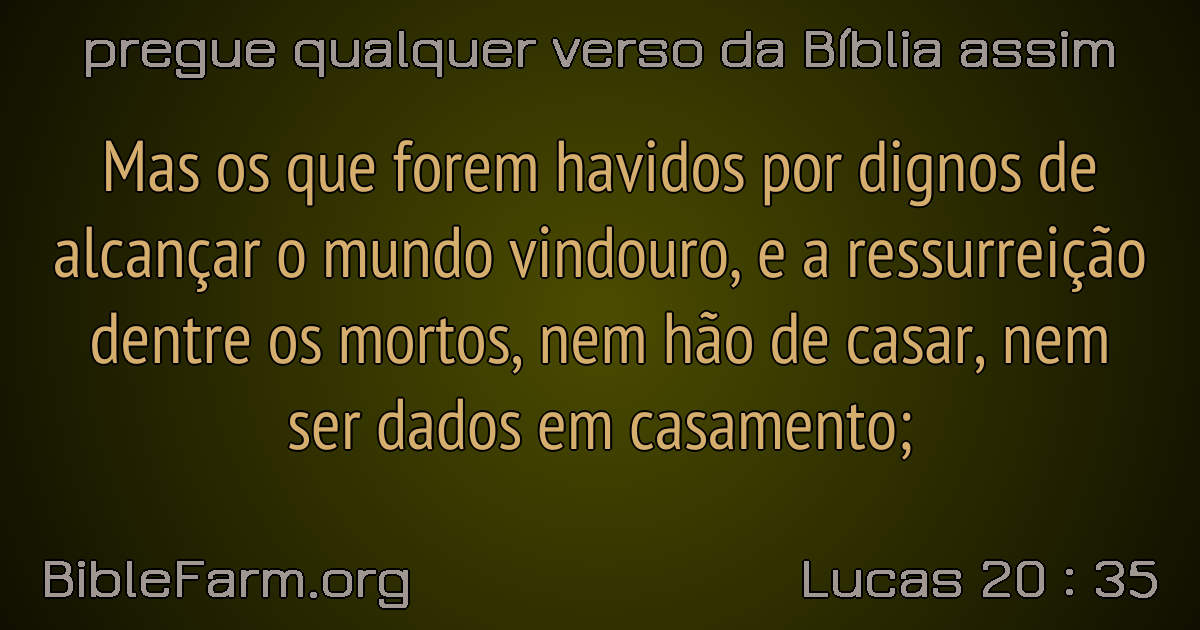 pregue qualquer verso da Bíblia assim
Mas os que forem havidos por dignos de
alcançar o mundo vindouro, e a ressurreição
dentre os mortos, nem hão de casar, nem
ser dados em casamento;
BibleFarm.org
Lucas 20 : 35